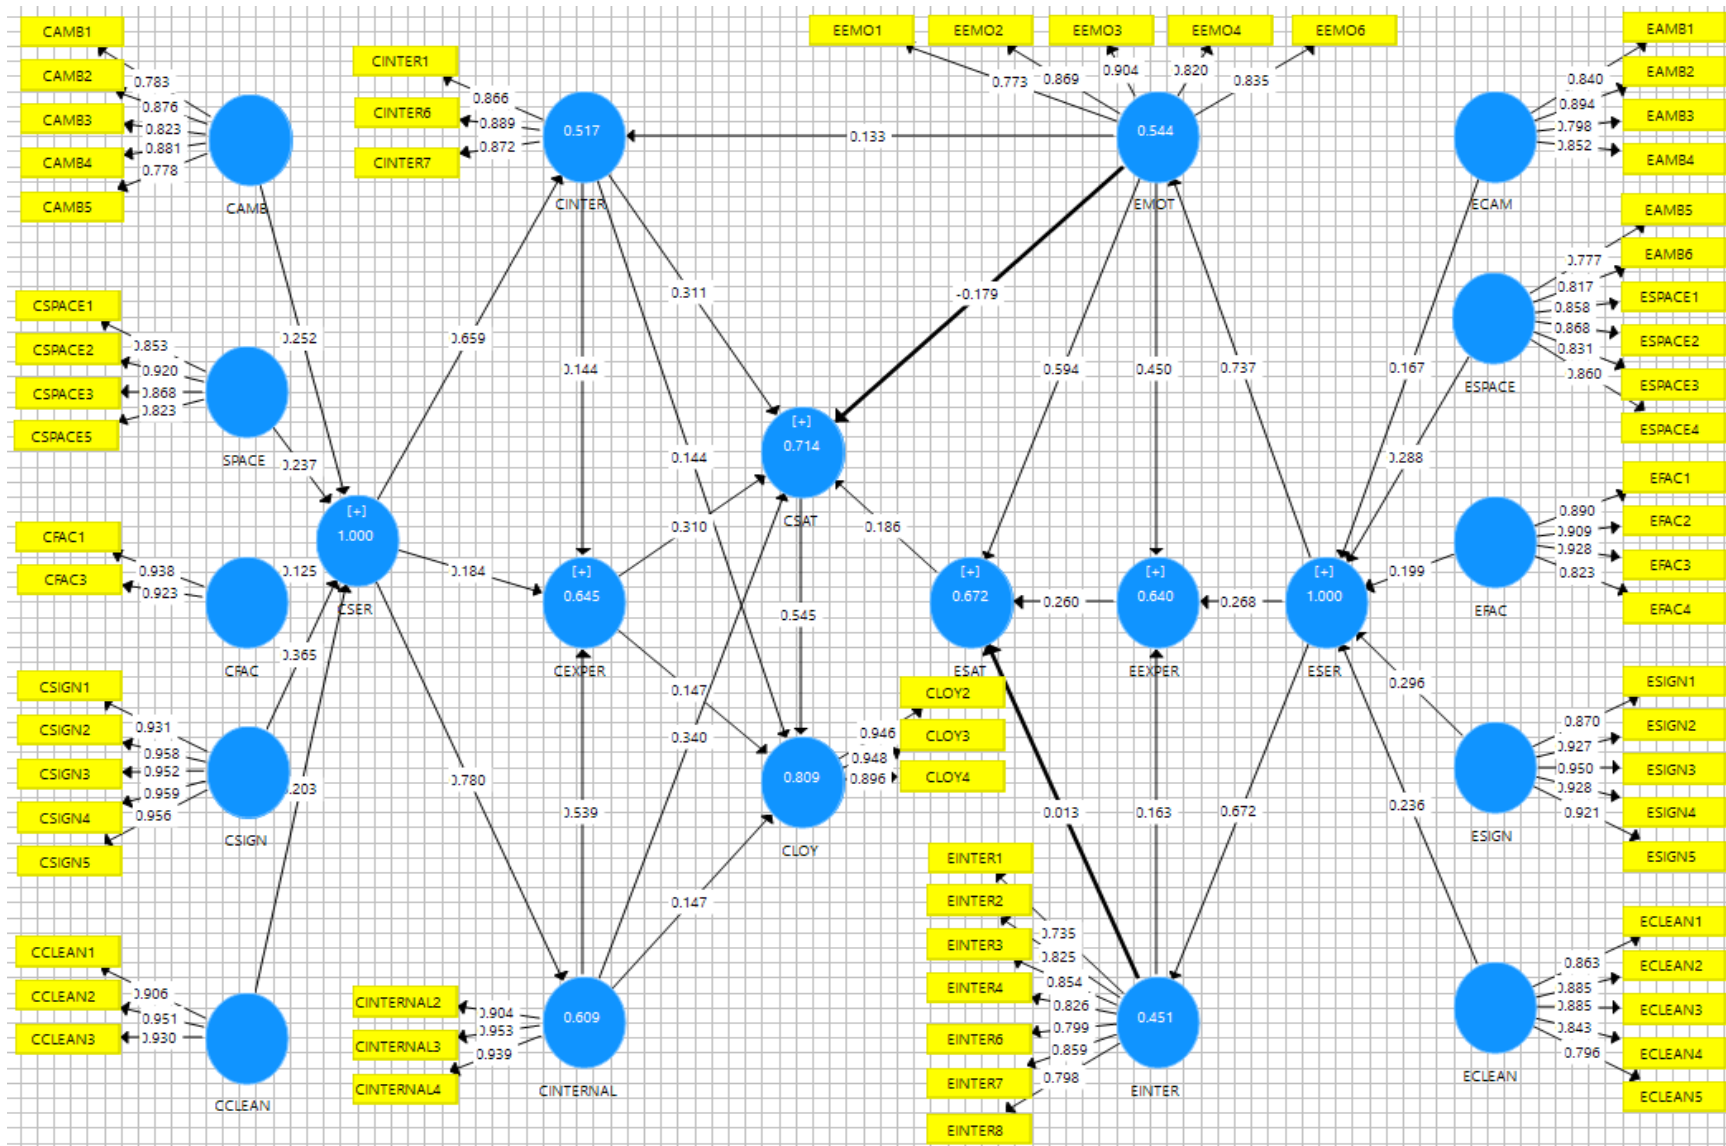 CAMB1
CAMB2
CAMB3
CAMB4
CAMB5
0.783
0.876
0.823
0.881
0.778
CAMB
CINTER1
CINTER6
CINTER7
0.866
0.889
0.872
0.517
CINTER
0.133
EEMO1
EEMO2
EEMO3
EEMO4
EEMO6
0.773
0.869
0.904
0.820
0.835
0.544
EMOT
EAMB1
EAMB2
EAMB3
EAMB4
0.840
0.894
0.798
0.852
ECAM
EAMB5
EAMB6
ESPACE1
ESPACE2
ESPACE3
ESPACE4
0.777
0.817
0.858
0.868
0.831
0.860
ESPACE
CSPACE1
CSPACE2
CSPACE3
CSPACE5
0.853
0.920
0.868
0.823
SPACE
0.252
0.237
0.659
0.144
0.311
-0.179
0.144
0.594
0.450
0.737
0.167
0.288
[+]
0.714
CSAT
0.310
0.186
0.545
CFAC1
CFAC3
0.938
0.923
CFAC
0.125
[+]
1.000
CSER
0.184
0.365
[+]
0.645
CEXPER
[+]
0.672
ESAT
0.260
[+]
0.640
EEXPER
0.268
[+]
1.000
ESER
0.199
0.296
EFAC1
EFAC2
EFAC3
EFAC4
0.890
0.909
0.928
0.823
EFAC
CSIGN1
CSIGN2
CSIGN3
CSIGN4
CSIGN5
0.931
0.958
0.952
0.959
0.956
CSIGN
0.203
0.780
0.539
0.147
0.340
0.147
CLOY2
CLOY3
CLOY4
0.946
0.948
0.896
0.809
CLOY
0.013
0.163
0.672
0.236
ESIGN1
ESIGN2
ESIGN3
ESIGN4
ESIGN5
0.870
0.927
0.950
0.928
0.921
ESIGN
CCLEAN1
CCLEAN2
CCLEAN3
0.906
0.951
0.930
CCLEAN
CINTERNAL2
CINTERNAL3
CINTERNAL4
0.904
0.953
0.939
0.609
CINTERNAL
EINTER1
EINTER2
EINTER3
EINTER4
EINTER6
EINTER7
EINTER8
0.735
0.825
0.854
0.826
0.799
0.859
0.798
0.451
EINTER
ECLEAN1
ECLEAN2
ECLEAN3
ECLEAN4
ECLEAN5
0.863
0.885
0.885
0.843
0.796
ECLEAN